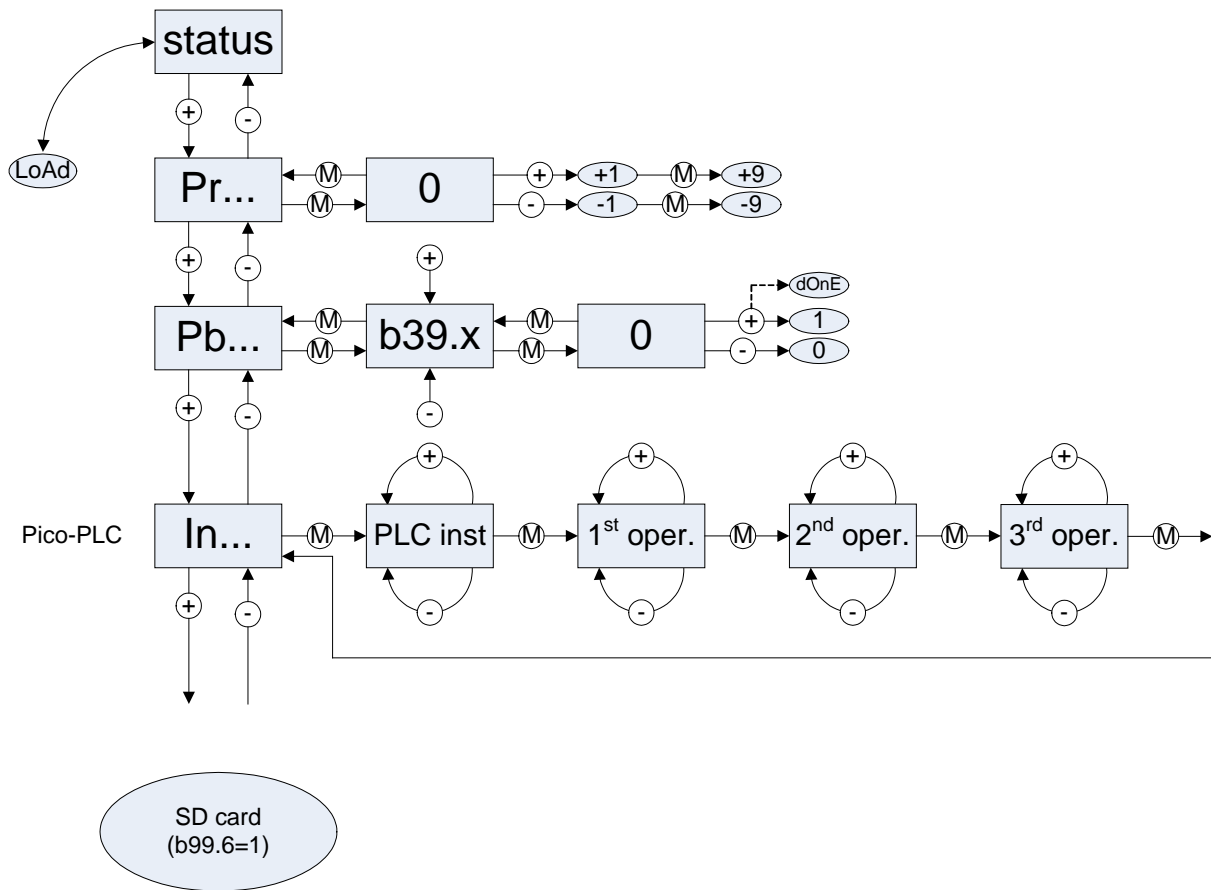 status
+ -
LoAd
Pr... M M 0 + - +1 -1 M M +9 -9
+ - +
Pb... M M b39.x M M 0 + - dOnE 1 0
+ - -
+ + + +
Pico-PLC In... M PLC inst M 1st oper. M 2nd oper. M 3rd oper. M
+ - - - - -
SD card
(b99.6=1)